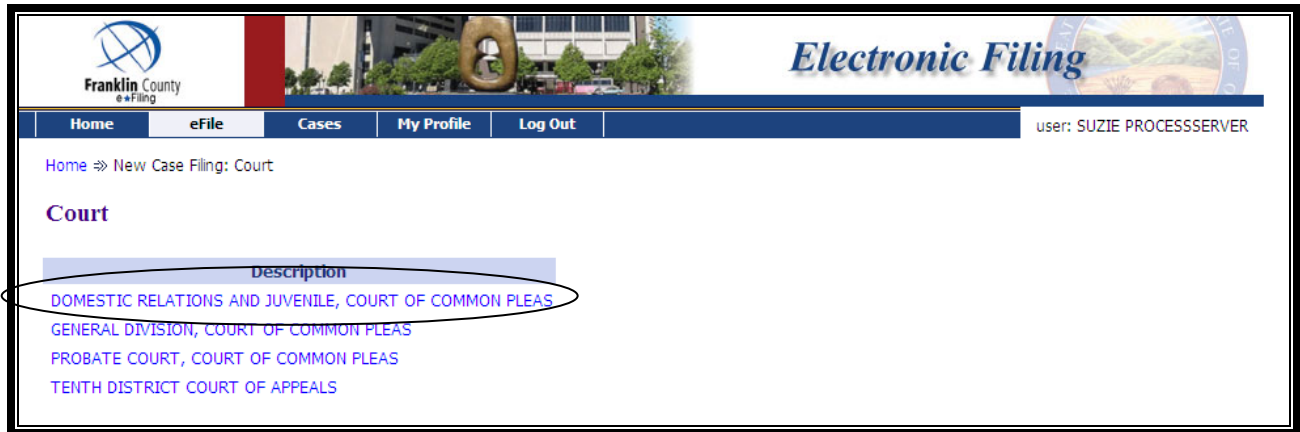 Franklin County
e★Filing
Electronic Filing
STATE OF O
Home eFile Cases My Profile Log Out
user: SUZIE PROCESSSERVER
Home ⇒ New Case Filing: Court
Court
Description
DOMESTIC RELATIONS AND JUVENILE, COURT OF COMMON PLEAS
GENERAL DIVISION, COURT OF COMMON PLEAS
PROBATE COURT, COURT OF COMMON PLEAS
TENTH DISTRICT COURT OF APPEALS